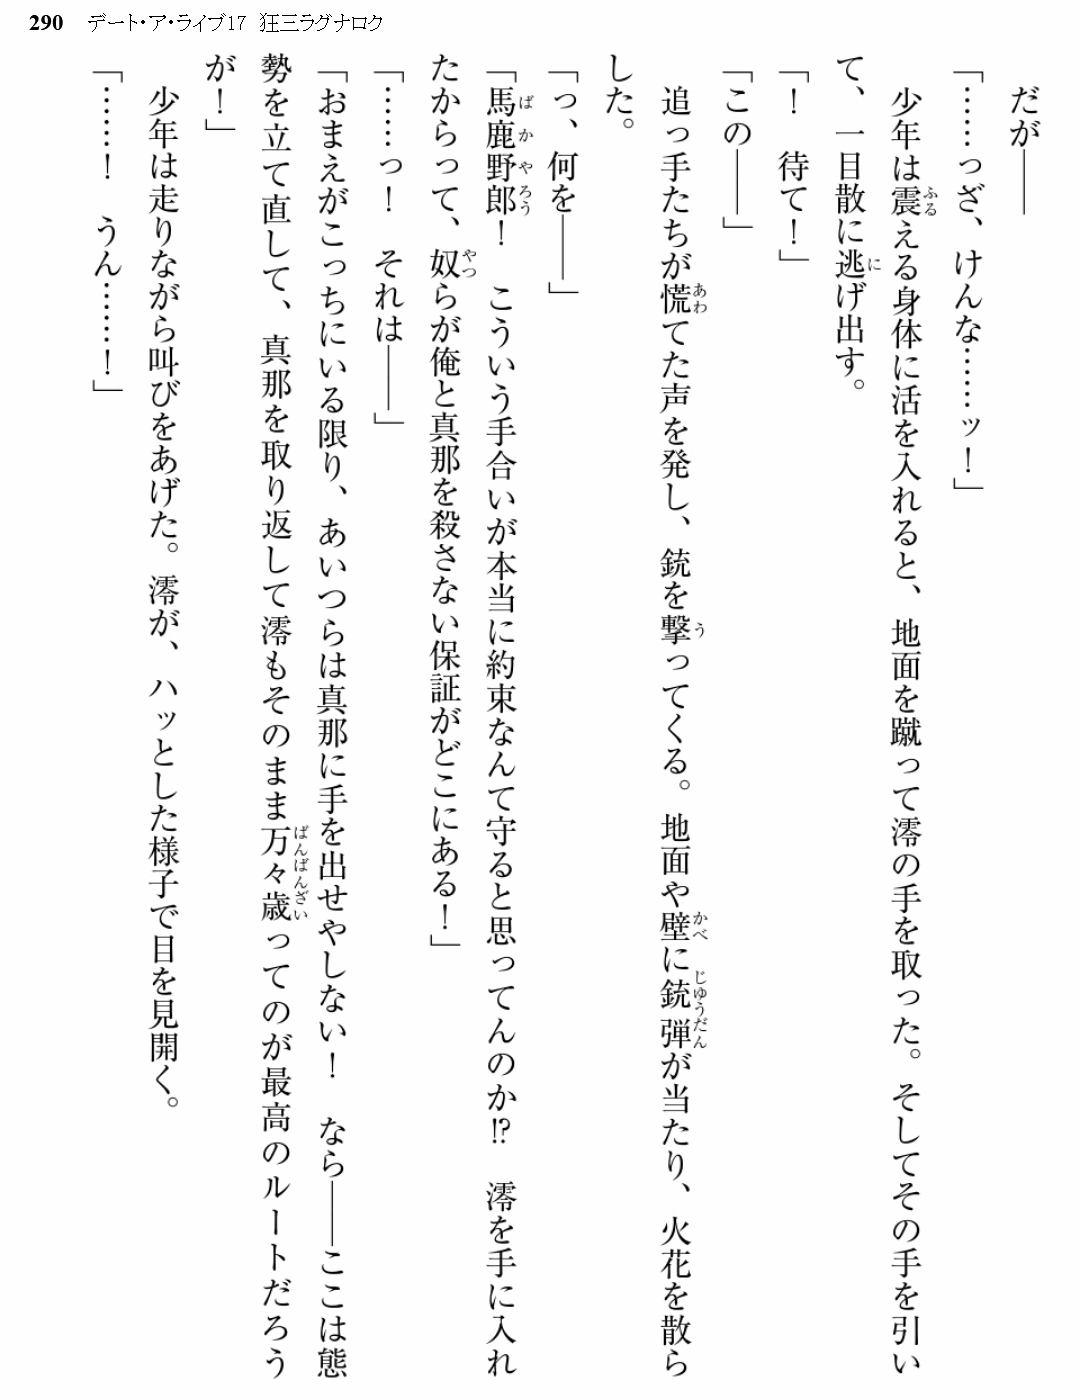 290 デート・ア・ライブ17 狂三ラグナロク
だが――
「……っざ、けんな……ッ！」
少年は震える身体に活を入れると、地面を蹴って澪の手を取った。そしてその手を引い
て、一目散に逃げ出す。
「！　待て！」
「この――」
追っ手たちが慌てた声を発し、銃を撃ってくる。地面や壁に銃弾が当たり、火花を散ら
した。
「っ、何を――」
「馬鹿野郎！　こういう手合いが本当に約束なんて守ると思ってんのか!?　澪を手に入れ
たからって、奴らが俺と真那を殺さない保証がどこにある！」
「……っ！　それは――」
「おまえがこっちにいる限り、あいつらは真那に手を出せやしない！　なら――ここは態
勢を立て直して、真那を取り返して澪もそのまま万々歳ってのが最高のルートだろう
が！」
少年は走りながら叫びをあげた。澪が、ハッとした様子で目を見開く。
「……！　うん……！」